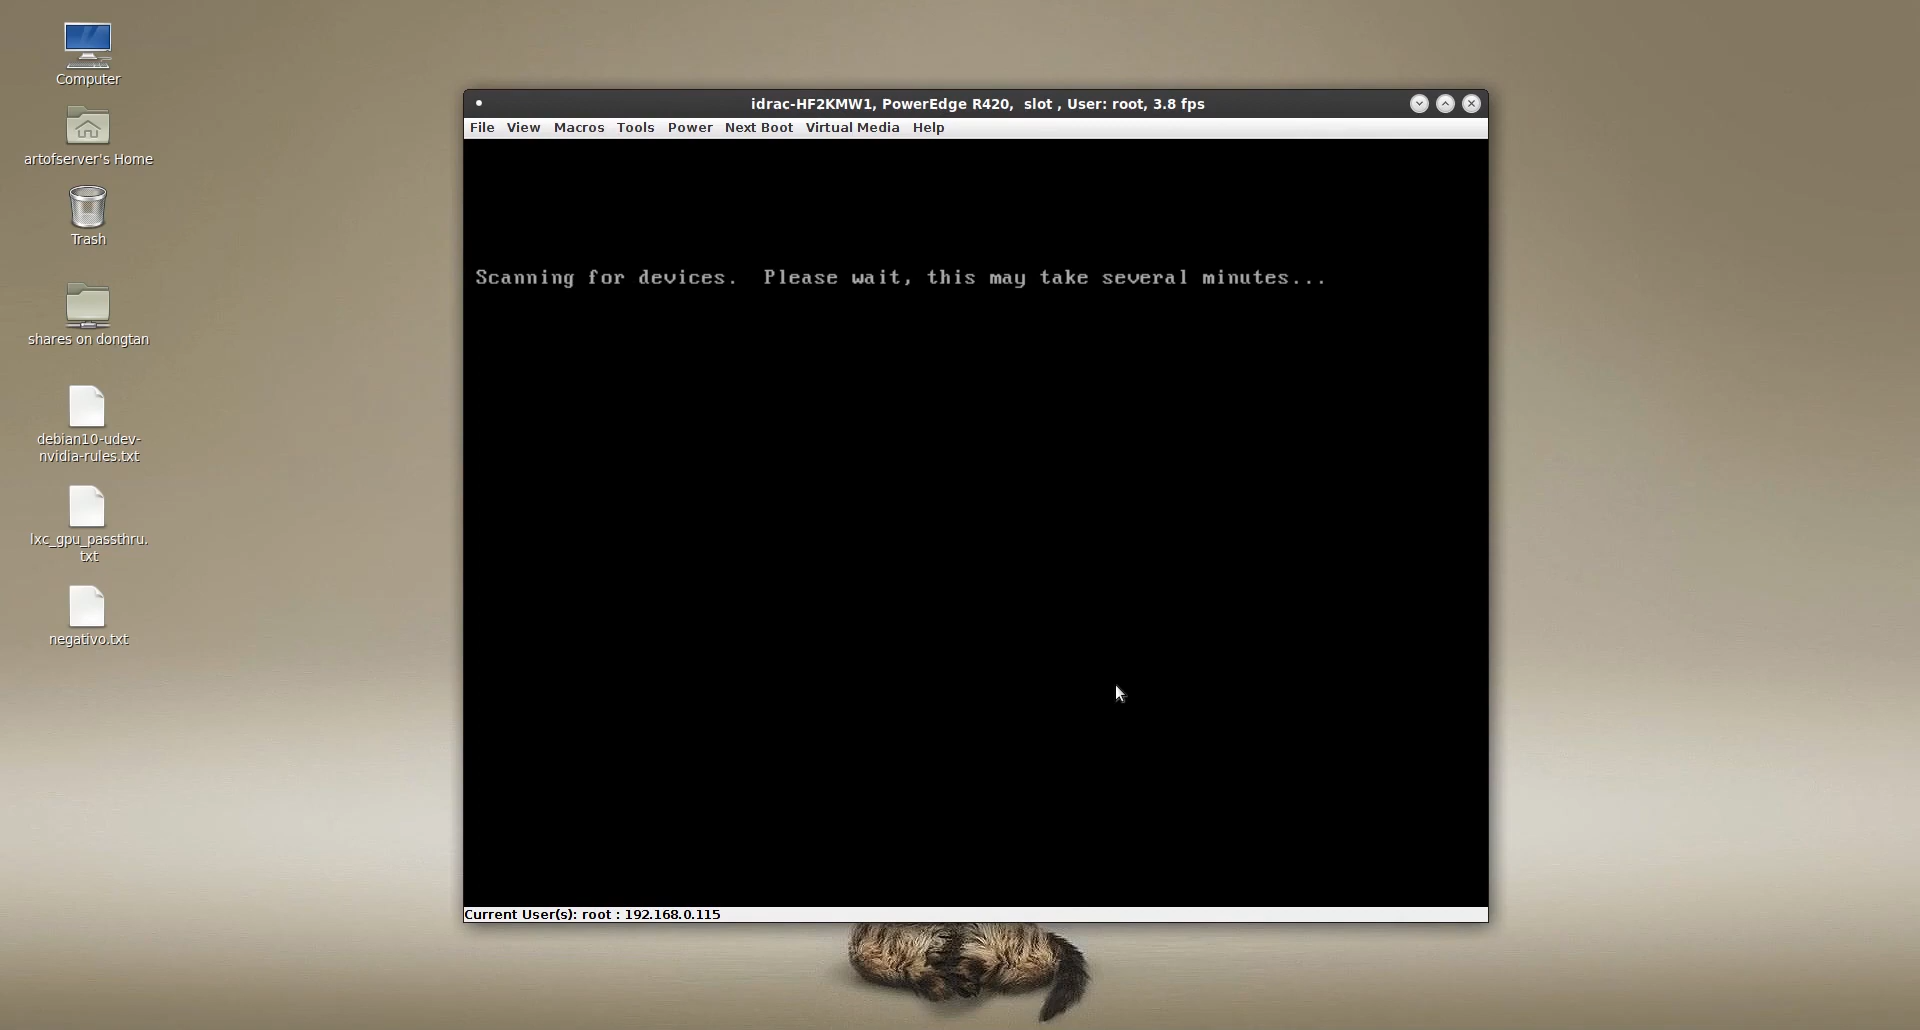 Computer
artofserver's Home
Trash
shares on dongtan
debian10-udev-
nvidia-rules.txt
lxc_gpu_passthru.
txt
negativo.txt
idrac-HF2KMW1, PowerEdge R420,  slot , User: root, 3.8 fps
File View Macros Tools Power Next Boot Virtual Media Help
Scanning for devices.  Please wait, this may take several minutes...
Current User(s): root : 192.168.0.115